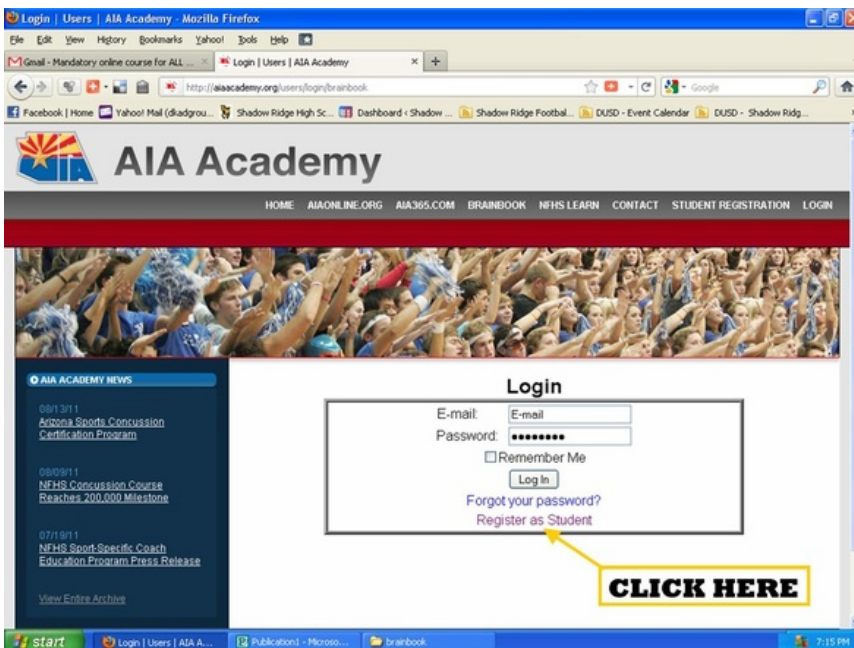 Login | Users | AIA Academy - Mozilla Firefox
File Edit View History Bookmarks Yahoo! Tools Help
Gmail - Mandatory online course for ALL ... × Login | Users | AIA Academy × +
http://aiaacademy.org/users/login/brainbook Google
Facebook | Home Yahoo! Mail (dkadgrou... Shadow Ridge High Sc... Dashboard ‹ Shadow ... Shadow Ridge Footbal... DUSD - Event Calendar DUSD - Shadow Ridg...
AIA AIA Academy
HOME AIAONLINE.ORG AIA365.COM BRAINBOOK NFHS LEARN CONTACT STUDENT REGISTRATION LOGIN
AIA ACADEMY NEWS
08/13/11
Arizona Sports Concussion
Certification Program
08/09/11
NFHS Concussion Course
Reaches 200,000 Milestone
07/19/11
NFHS Sport-Specific Coach
Education Program Press Release
View Entire Archive
Login
E-mail: E-mail
Password: ••••••••
Remember Me
Log In
Forgot your password?
Register as Student
CLICK HERE
start Login | Users | AIA A... Publication1 - Microso... brainbook 7:15 PM